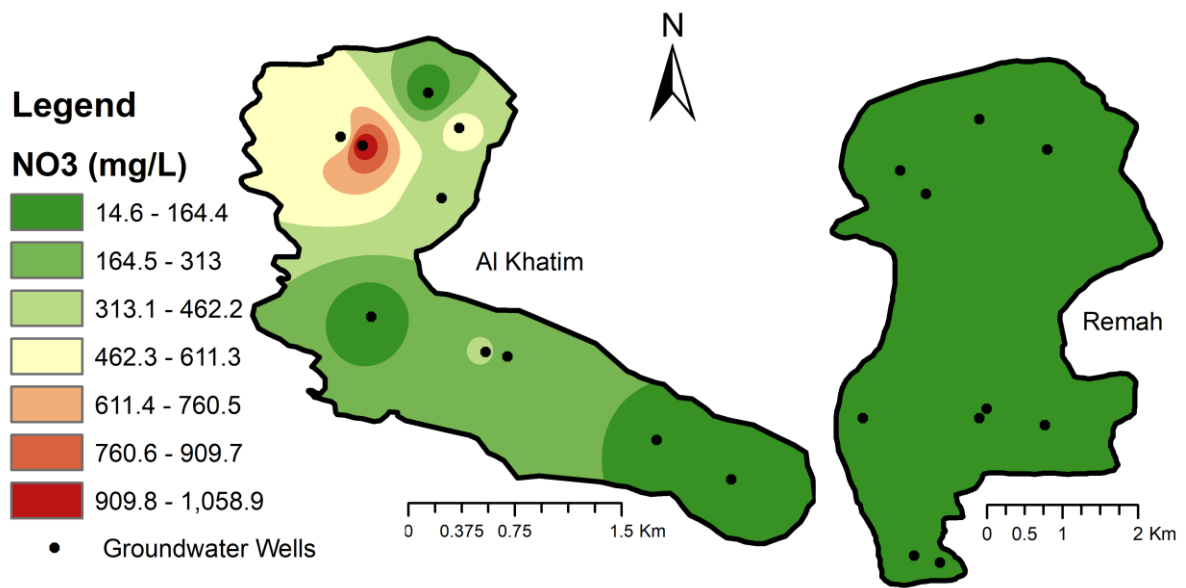 N
Legend
NO3 (mg/L)
14.6 - 164.4
164.5 - 313
313.1 - 462.2
462.3 - 611.3
611.4 - 760.5
760.6 - 909.7
909.8 - 1,058.9
Groundwater Wells
Al Khatim
Remah
0 0.375 0.75 1.5 Km
0 0.5 1 2 Km